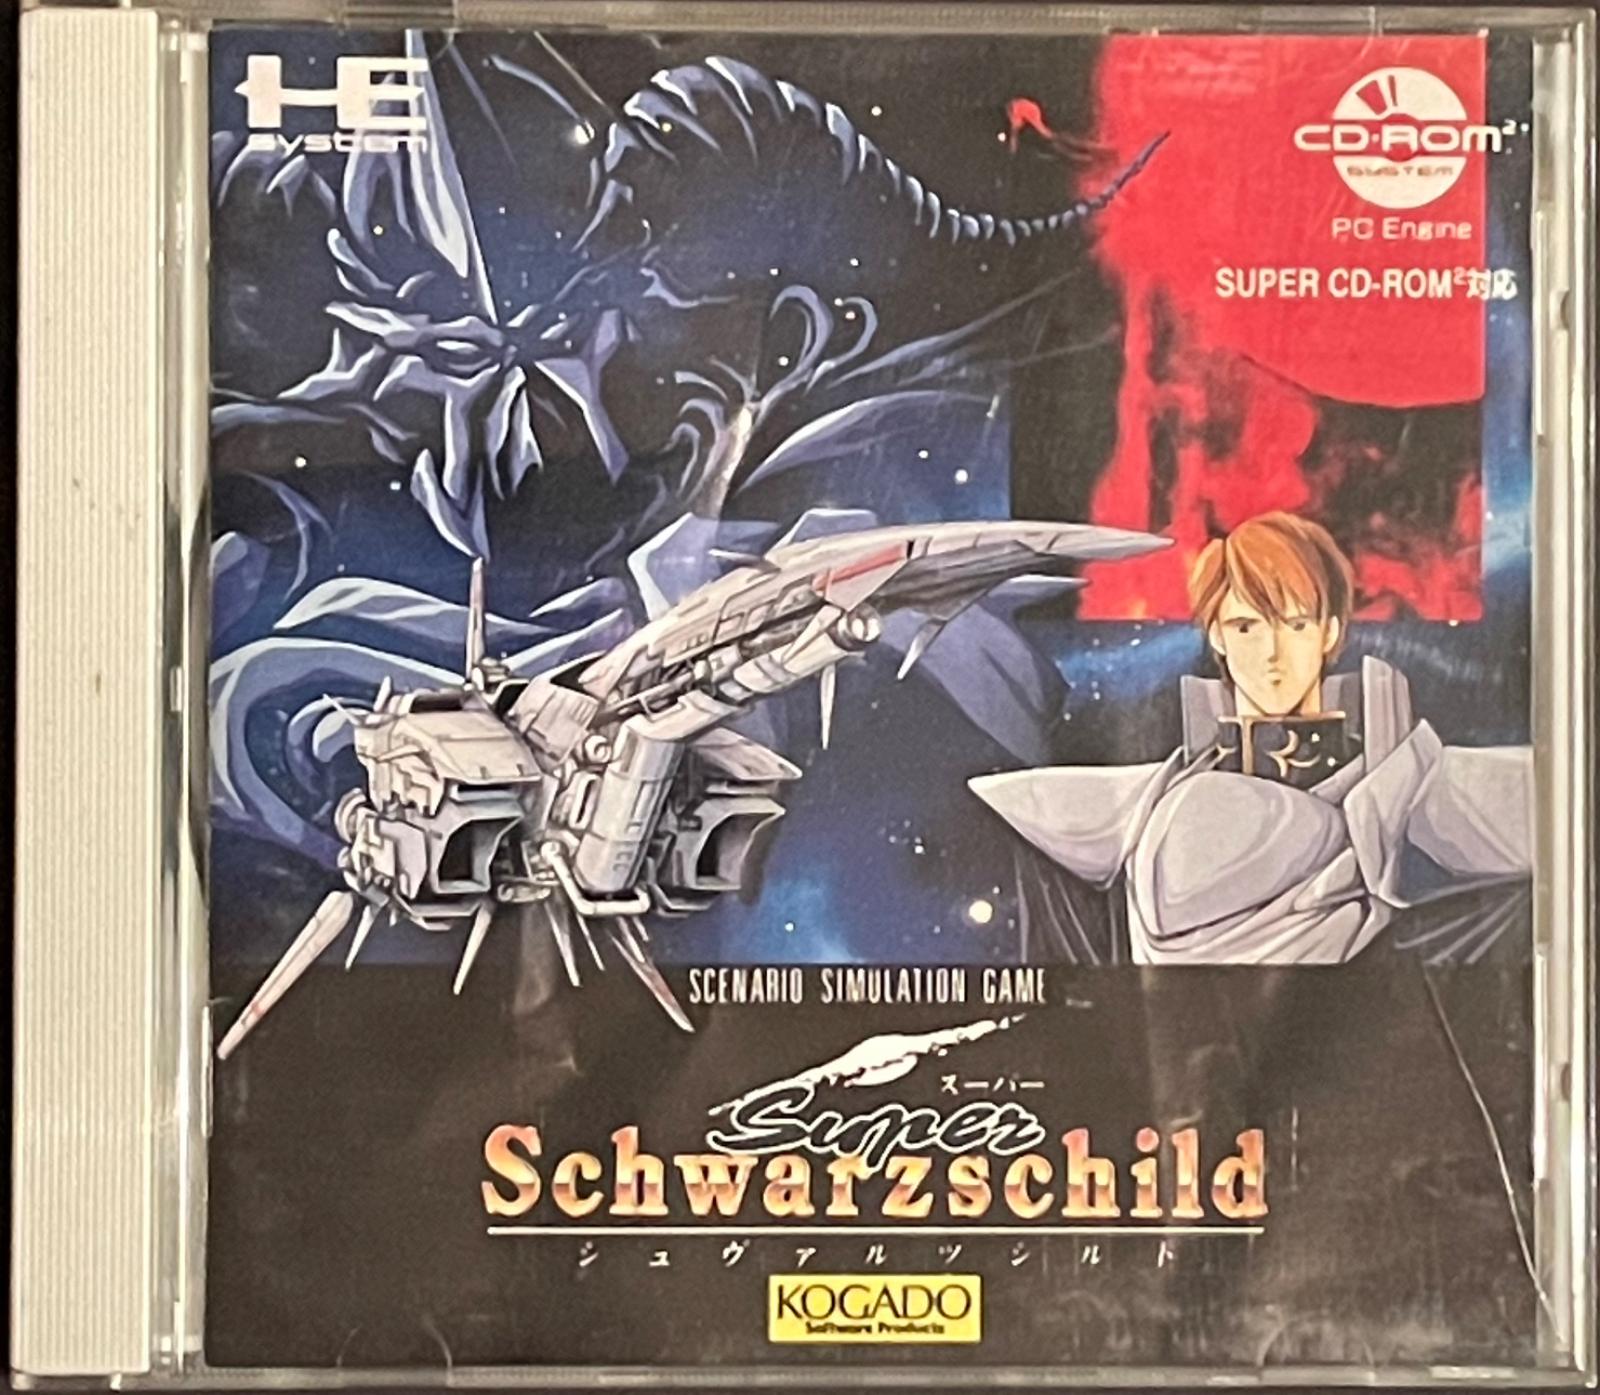 HE
system
CD-ROM²
SYSTEM
PC Engine
SUPER CD-ROM²対応
SCENARIO SIMULATION GAME
スーパー
Super
Schwarzschild
シュヴァルツシルト
KOGADO
Software Products